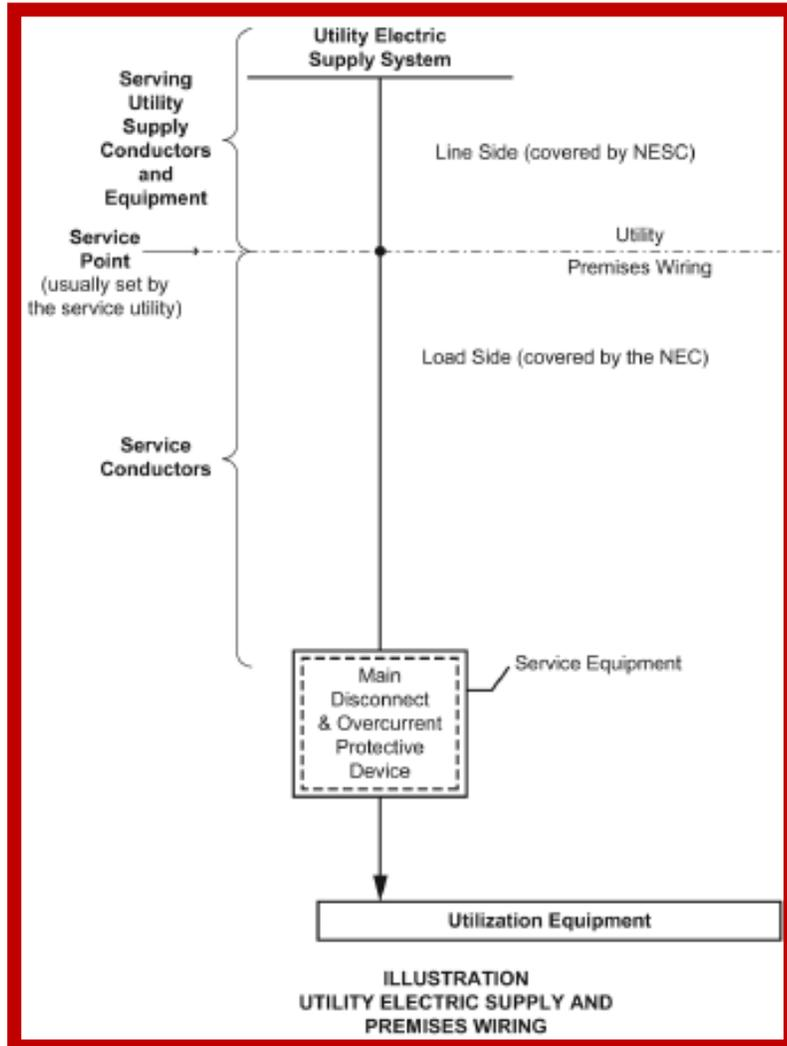 Utility Electric
Supply System
Serving
Utility
Supply
Conductors
and
Equipment
Line Side (covered by NESC)
Service
Point
(usually set by
the service utility)
Utility
Premises Wiring
Load Side (covered by the NEC)
Service
Conductors
Service Equipment
Main
Disconnect
& Overcurrent
Protective
Device
Utilization Equipment
ILLUSTRATION
UTILITY ELECTRIC SUPPLY AND
PREMISES WIRING